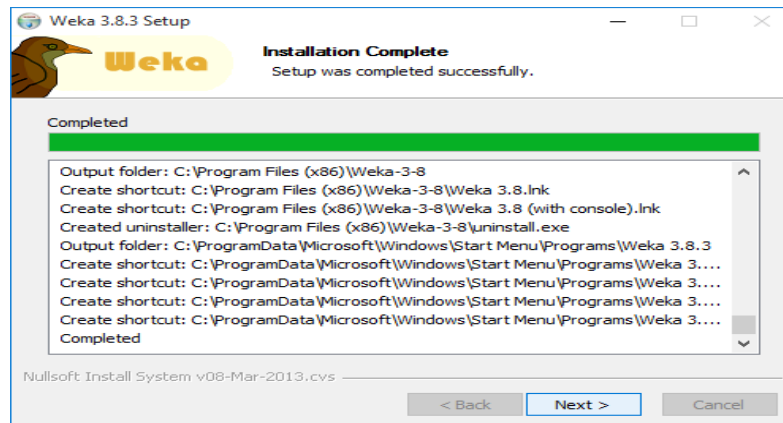 Weka 3.8.3 Setup
Weka
Installation Complete
Setup was completed successfully.
Completed
Output folder: C:\Program Files (x86)\Weka-3-8
Create shortcut: C:\Program Files (x86)\Weka-3-8\Weka 3.8.lnk
Create shortcut: C:\Program Files (x86)\Weka-3-8\Weka 3.8 (with console).lnk
Created uninstaller: C:\Program Files (x86)\Weka-3-8\uninstall.exe
Output folder: C:\ProgramData\Microsoft\Windows\Start Menu\Programs\Weka 3.8.3
Create shortcut: C:\ProgramData\Microsoft\Windows\Start Menu\Programs\Weka 3....
Create shortcut: C:\ProgramData\Microsoft\Windows\Start Menu\Programs\Weka 3....
Create shortcut: C:\ProgramData\Microsoft\Windows\Start Menu\Programs\Weka 3....
Create shortcut: C:\ProgramData\Microsoft\Windows\Start Menu\Programs\Weka 3....
Completed
Nullsoft Install System v08-Mar-2013.cvs
< Back Next > Cancel